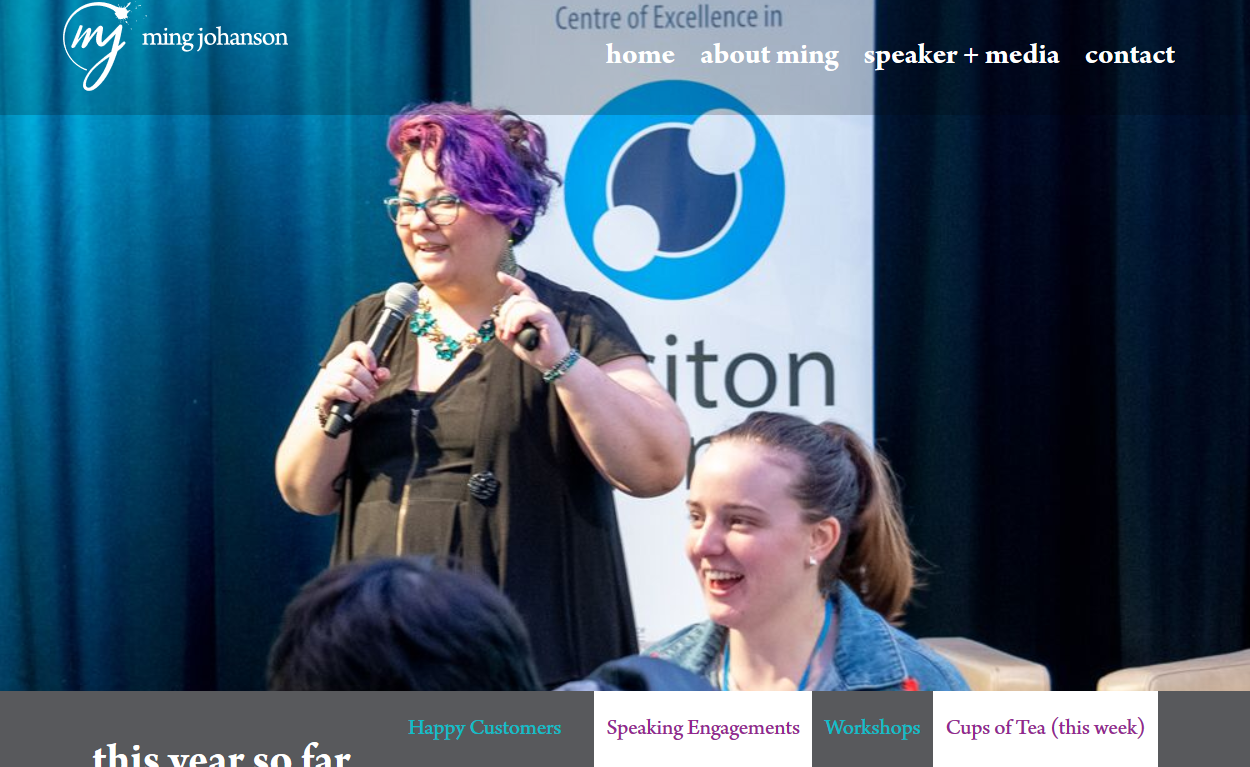 Centre of Excellence in
mj ming johanson
home about ming speaker + media contact
iton
Happy Customers Speaking Engagements Workshops Cups of Tea (this week)
this year so far